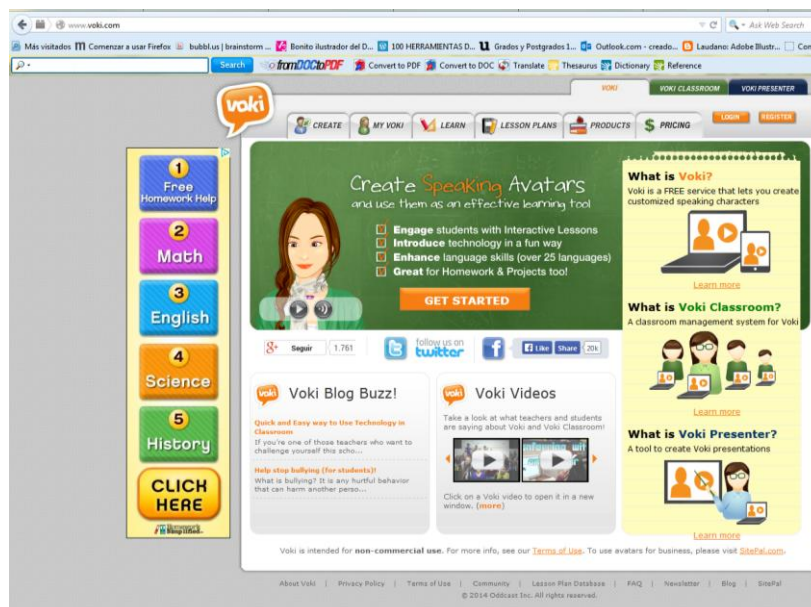 www.voki.com
Ask Web Search
Más visitados Comenzar a usar Firefox bubbl.us | brainstorm ... Bonito ilustrador del D... 100 HERRAMIENTAS D... Grados y Postgrados 1... Outlook.com - creado... Laudano: Adobe Illustr...
Search fromDOCtoPDF Convert to PDF Convert to DOC Translate Thesaurus Dictionary Reference
VOKI VOKI CLASSROOM VOKI PRESENTER
voki
CREATE MY VOKI LEARN LESSON PLANS PRODUCTS $ PRICING LOGIN REGISTER
1
Free
Homework Help
2
Math
3
English
4
Science
5
History
CLICK
HERE
Create Speaking Avatars
and use them as an effective learning tool
Engage students with Interactive Lessons
Introduce technology in a fun way
Enhance language skills (over 25 languages)
Great for Homework & Projects too!
GET STARTED
What is Voki?
Voki is a FREE service that lets you create
customized speaking characters
Learn more
What is Voki Classroom?
A classroom management system for Voki
Learn more
What is Voki Presenter?
A tool to create Voki presentations
Learn more
Seguir 1.761
follow us on
twitter
Like Share 20k
voki Voki Blog Buzz!
Quick and Easy way to Use Technology in
Classroom
If you're one of those teachers who want to
challenge yourself this scho...
Help stop bullying (for students)!
What is bullying? It is any hurtful behavior
that can harm another perso...
voki Voki Videos
Take a look at what teachers and students
are saying about Voki and Voki Classroom!
Click on a Voki video to open it in a new
window. (more)
Voki is intended for non-commercial use. For more info, see our Terms of Use. To use avatars for business, please visit SitePal.com.
About Voki | Privacy Policy | Terms of Use | Community | Lesson Plan Database | FAQ | Newsletter | Blog | SitePal
© 2014 Oddcast Inc. All rights reserved.